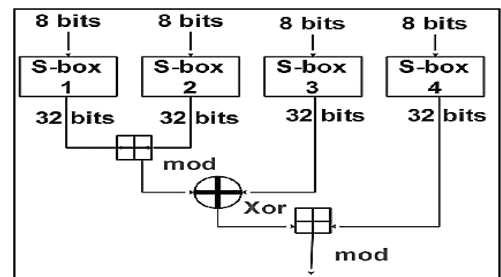 8 bits 8 bits 8 bits 8 bits
S-box S-box S-box S-box
1 2 3 4
32 bits 32 bits 32 bits 32 bits
mod
Xor
mod